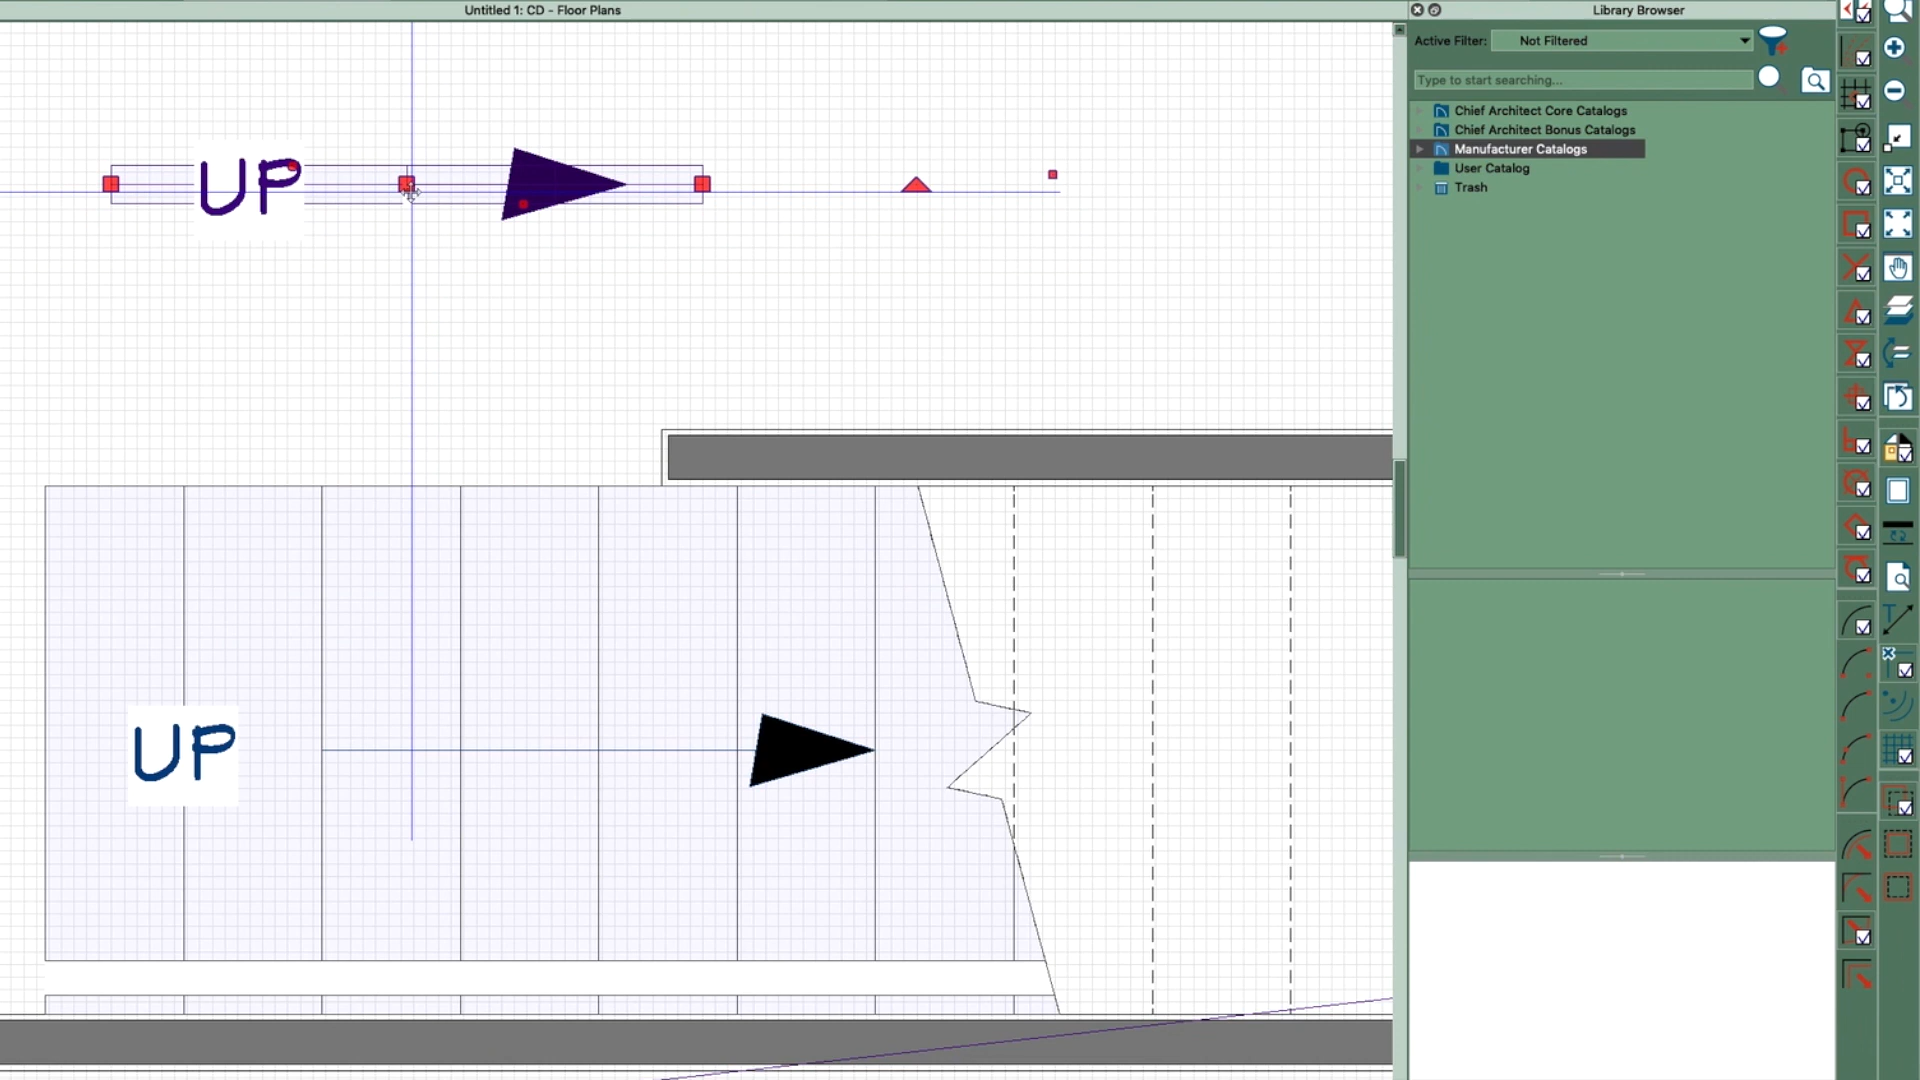 Untitled 1: CD - Floor Plans
Library Browser
Active Filter: Not Filtered
Type to start searching...
Chief Architect Core Catalogs
Chief Architect Bonus Catalogs
Manufacturer Catalogs
User Catalog
Trash
UP
UP
T